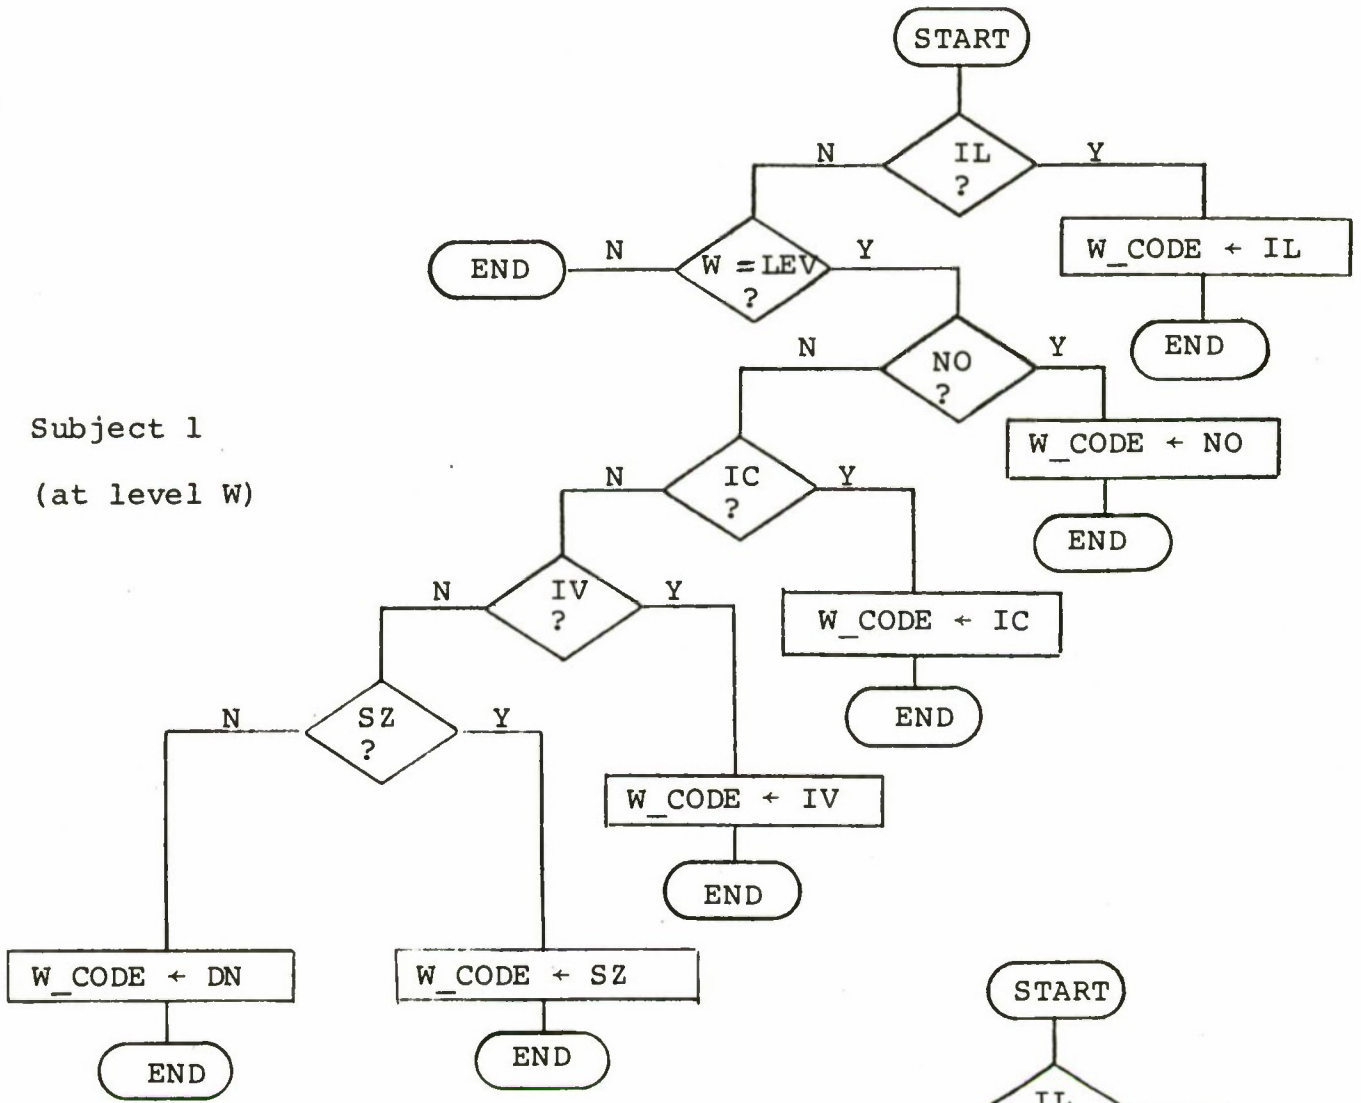 START
N
IL
?
Y
END
N
W = LEV
?
Y
W_CODE ← IL
END
N
NO
?
Y
W_CODE ← NO
END
Subject 1
(at level W)
N
IC
?
Y
W_CODE ← IC
END
N
IV
?
Y
W_CODE ← IV
END
N
SZ
?
Y
W_CODE ← DN
END
W_CODE ← SZ
END
START
IL